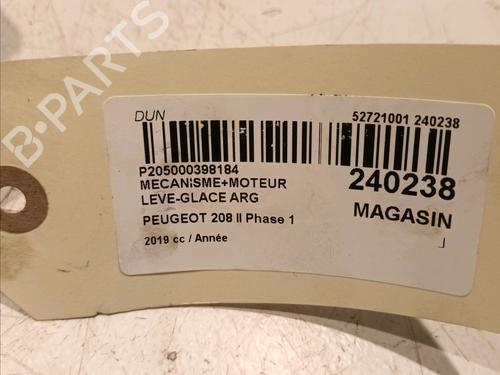 B-PARTS
DUN
52721001 240238
P205000398184
MECANISME+MOTEUR
LEVE-GLACE ARG
240238
PEUGEOT 208 II Phase 1
MAGASIN
2019 cc / Année